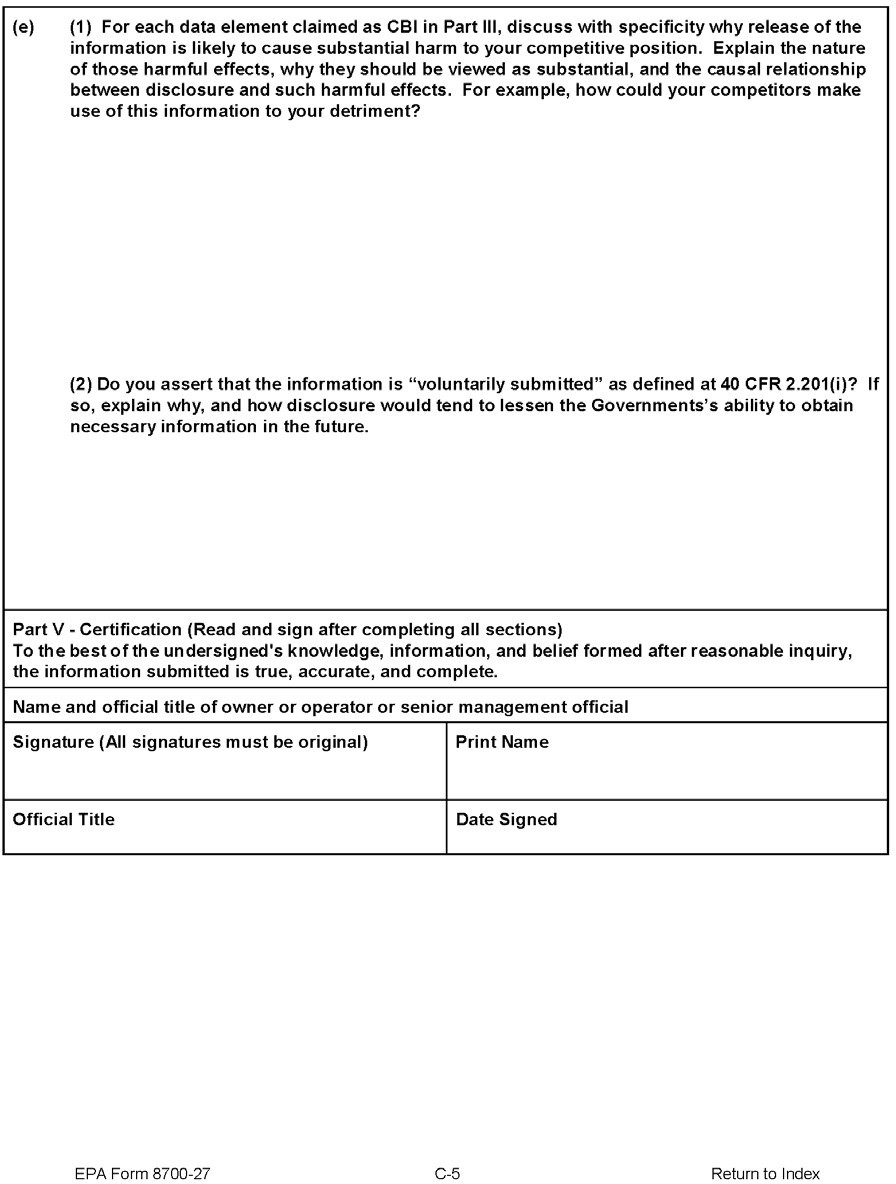 (e) (1) For each data element claimed as CBI in Part III, discuss with specificity why release of the
information is likely to cause substantial harm to your competitive position. Explain the nature
of those harmful effects, why they should be viewed as substantial, and the causal relationship
between disclosure and such harmful effects. For example, how could your competitors make
use of this information to your detriment?
(2) Do you assert that the information is “voluntarily submitted” as defined at 40 CFR 2.201(i)? If
so, explain why, and how disclosure would tend to lessen the Governments’s ability to obtain
necessary information in the future.
Part V - Certification (Read and sign after completing all sections)
To the best of the undersigned's knowledge, information, and belief formed after reasonable inquiry,
the information submitted is true, accurate, and complete.
Name and official title of owner or operator or senior management official
Signature (All signatures must be original) Print Name
Official Title Date Signed
EPA Form 8700-27 C-5 Return to Index